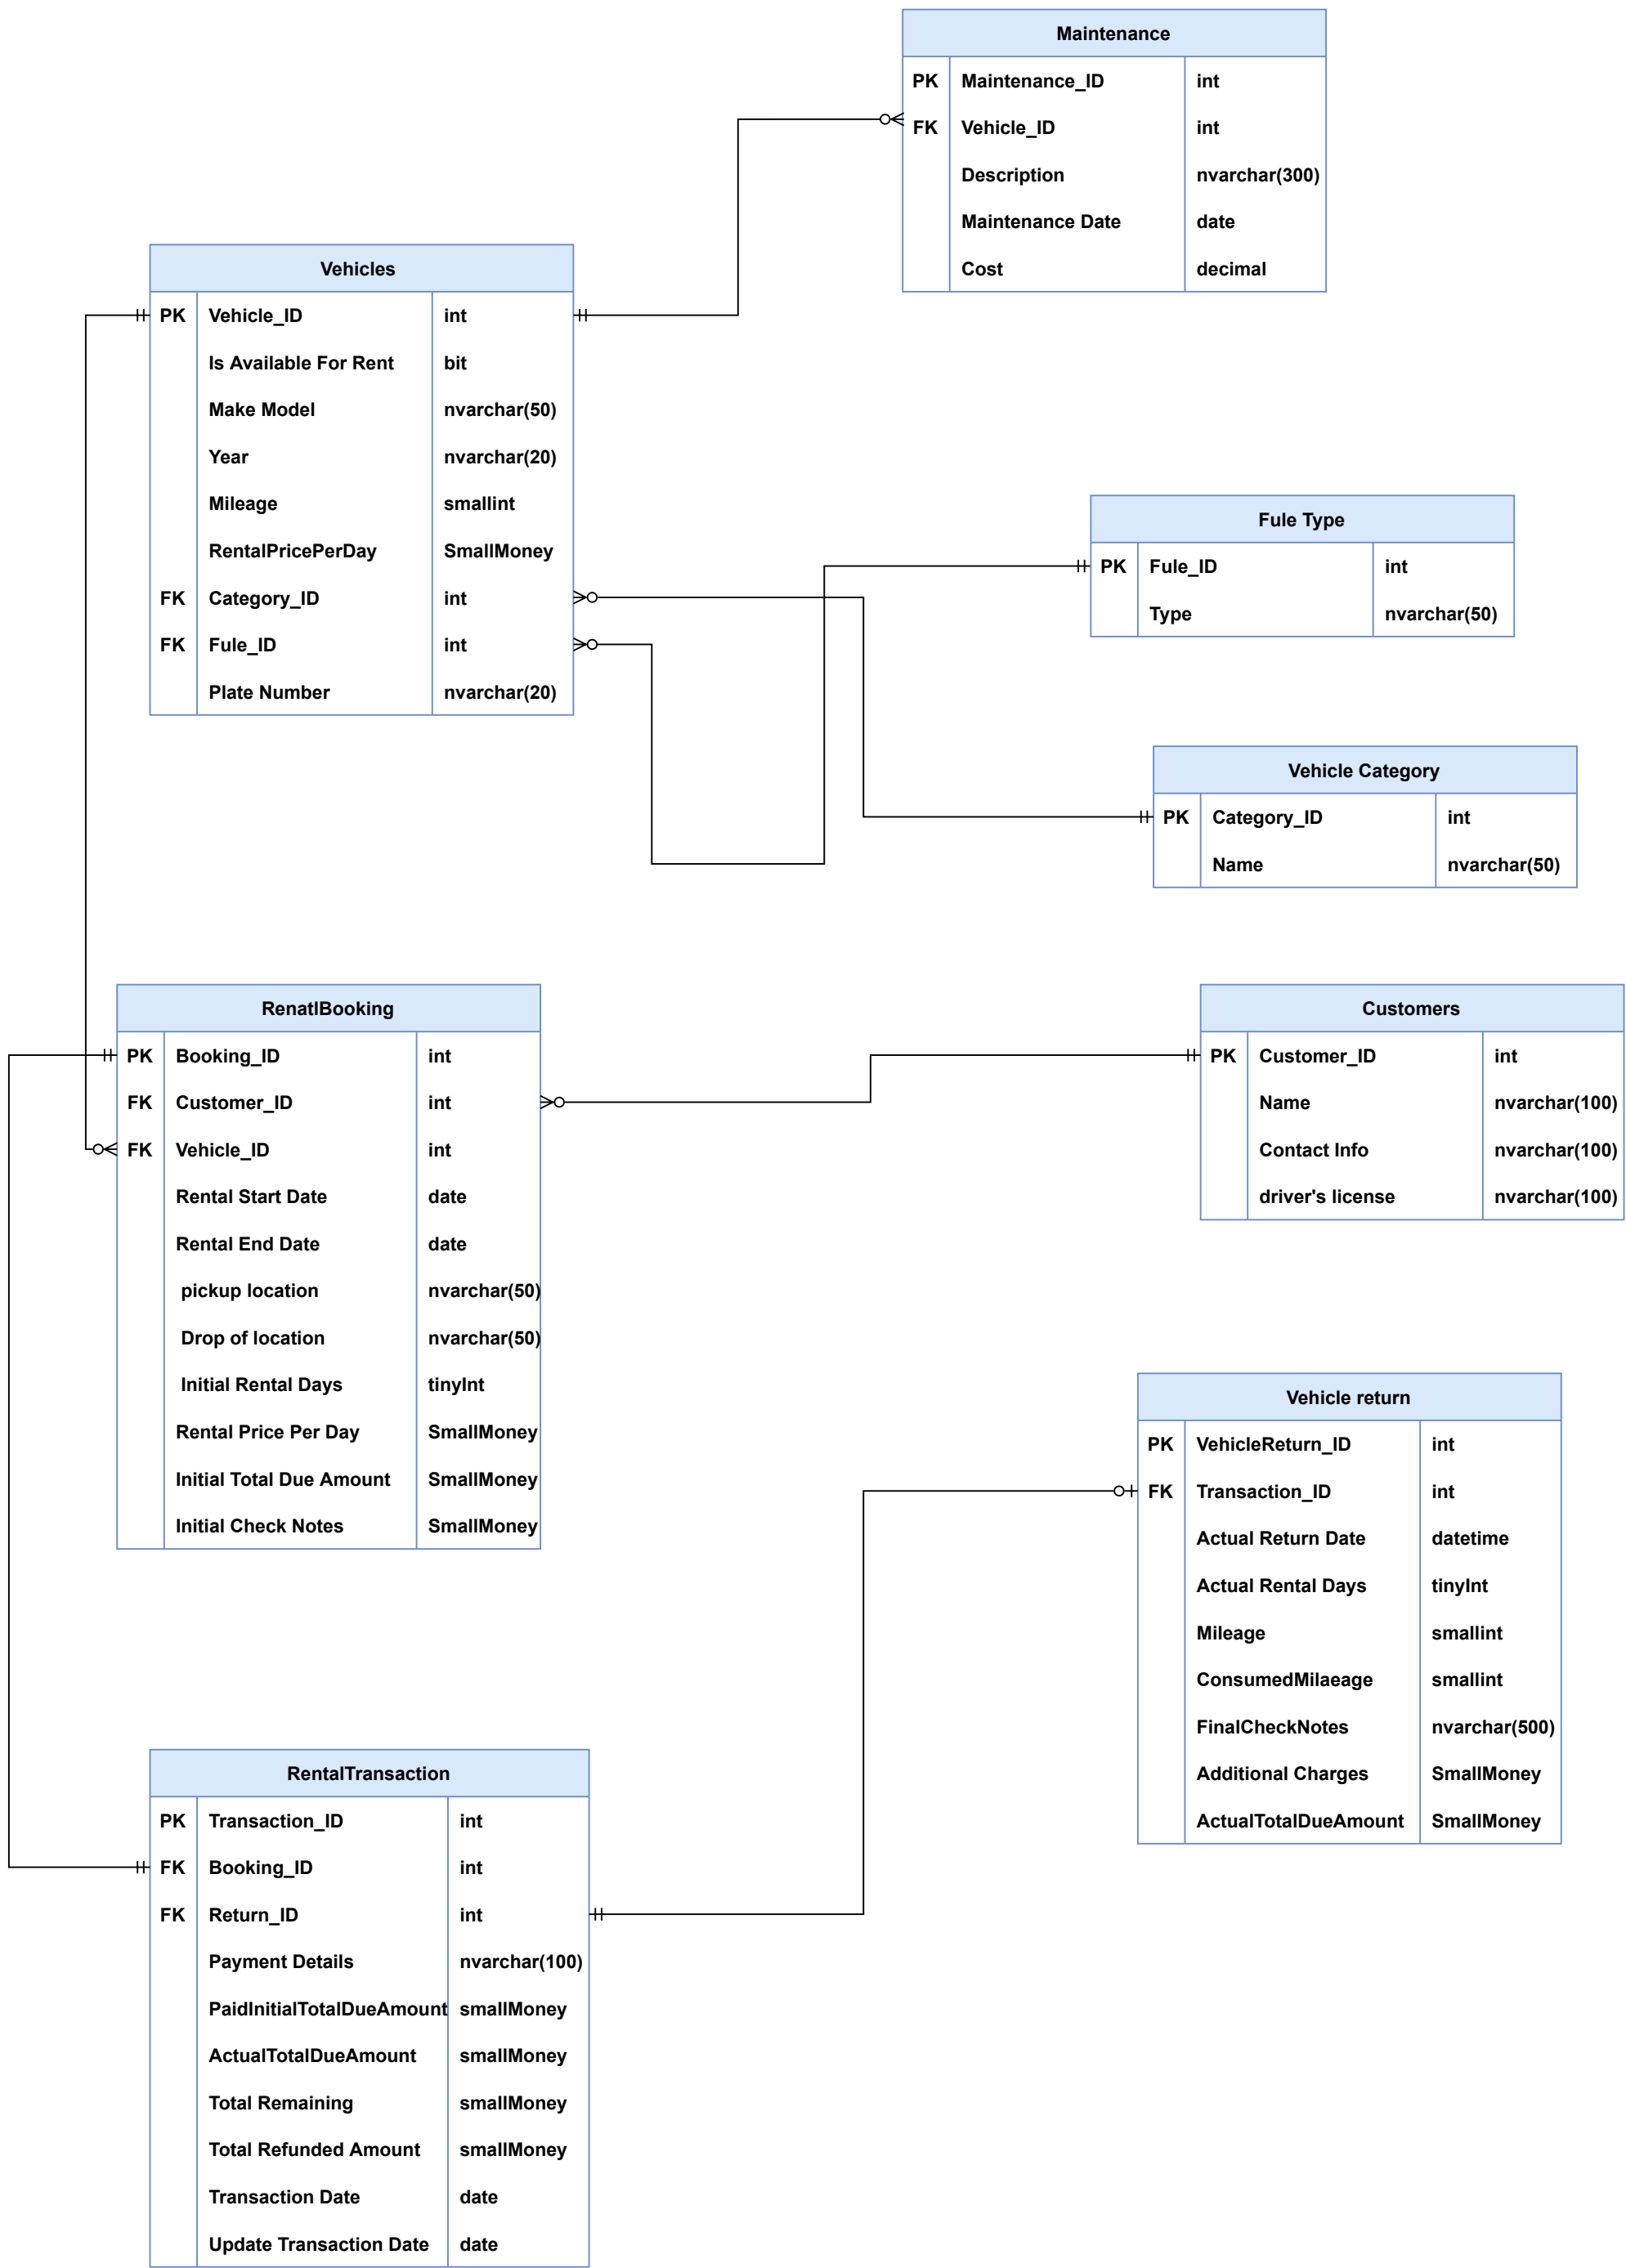 Maintenance
PK Maintenance_ID int
FK Vehicle_ID int
Description nvarchar(300)
Maintenance Date date
Cost decimal
Vehicles
PK Vehicle_ID int
Is Available For Rent bit
Make Model nvarchar(50)
Year nvarchar(20)
Mileage smallint
RentalPricePerDay SmallMoney
FK Category_ID int
FK Fule_ID int
Plate Number nvarchar(20)
Fule Type
PK Fule_ID int
Type nvarchar(50)
Vehicle Category
PK Category_ID int
Name nvarchar(50)
RenatlBooking
PK Booking_ID int
FK Customer_ID int
FK Vehicle_ID int
Rental Start Date date
Rental End Date date
pickup location nvarchar(50)
Drop of location nvarchar(50)
Initial Rental Days tinyInt
Rental Price Per Day SmallMoney
Initial Total Due Amount SmallMoney
Initial Check Notes SmallMoney
Customers
PK Customer_ID int
Name nvarchar(100)
Contact Info nvarchar(100)
driver's license nvarchar(100)
Vehicle return
PK VehicleReturn_ID int
FK Transaction_ID int
Actual Return Date datetime
Actual Rental Days tinyInt
Mileage smallint
ConsumedMilaeage smallint
FinalCheckNotes nvarchar(500)
Additional Charges SmallMoney
ActualTotalDueAmount SmallMoney
RentalTransaction
PK Transaction_ID int
FK Booking_ID int
FK Return_ID int
Payment Details nvarchar(100)
PaidInitialTotalDueAmount smallMoney
ActualTotalDueAmount smallMoney
Total Remaining smallMoney
Total Refunded Amount smallMoney
Transaction Date date
Update Transaction Date date